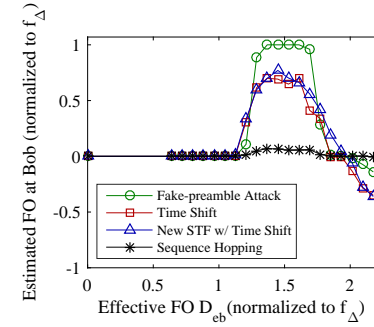 Estimated FO at Bob (normalized to f_Δ)
1
0.5
0
-0.5
-1
Fake-preamble Attack
Time Shift
New STF w/ Time Shift
Sequence Hopping
0 0.5 1 1.5 2
Effective FO D_eb(normalized to f_Δ)